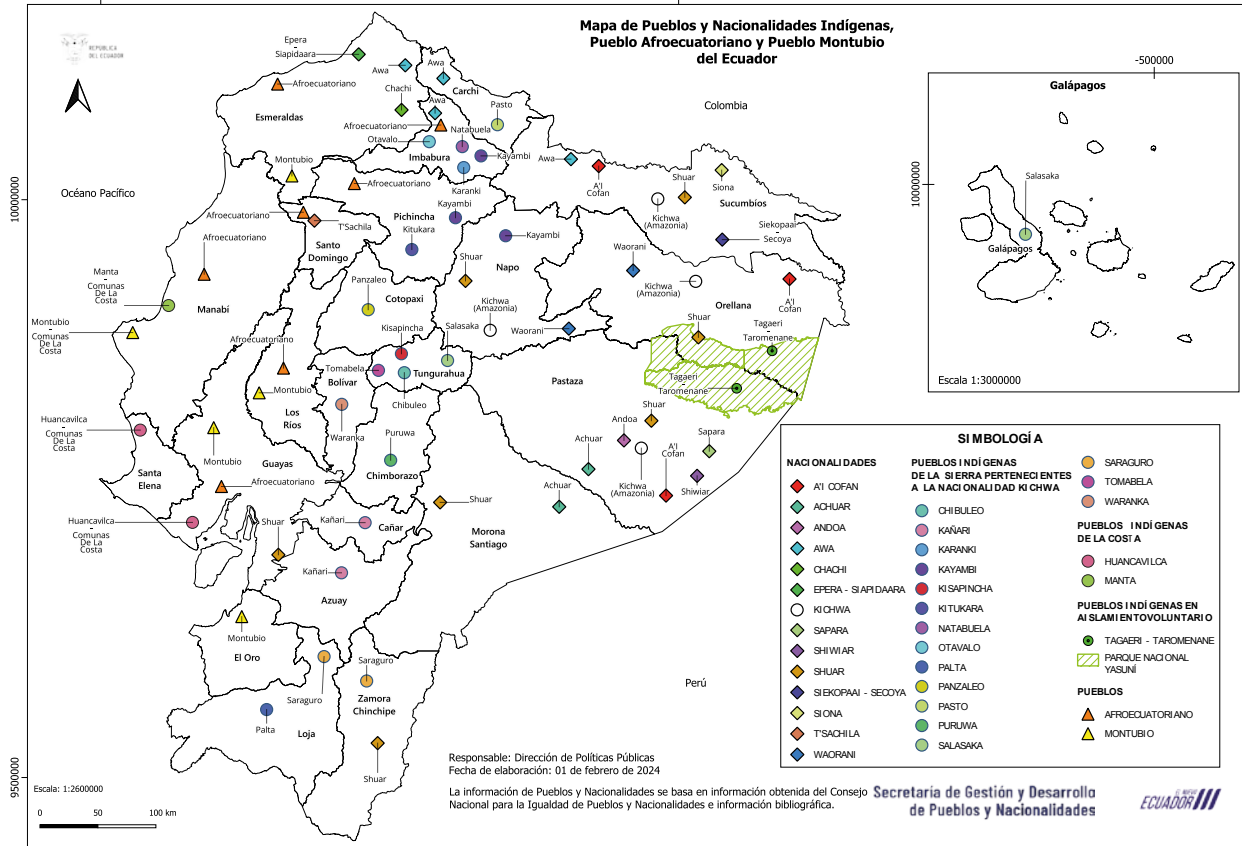 Mapa de Pueblos y Nacionalidades Indígenas,
Pueblo Afroecuatoriano y Pueblo Montubio
del Ecuador
REPÚBLICA
DEL ECUADOR
-500000
10000000
9500000
10000000
Océano Pacífico
Colombia
Perú
Epera
-
Siapidaara
Awa
Awa
Carchi
Afroecuatoriano
Chachi
Awa
Pasto
Esmeraldas
Afroecuatoriano
Natabuela
Otavalo
Imbabura
Kayambi
Karanki
Montubio
Afroecuatoriano
Awa
A'I
Cofan
Shuar
Siona
Kichwa
(Amazonia)
Sucumbíos
Siekopaai
-
Secoya
Afroecuatoriano
T'Sachila
Pichincha
Kayambi
Kitukara
Kayambi
Santo
Domingo
Afroecuatoriano
Shuar
Napo
Waorani
Kichwa
(Amazonia)
Orellana
A'I
Cofan
Manta
-
Comunas
De La
Costa
Manabí
Panzaleo
Cotopaxi
Kichwa
(Amazonia)
Waorani
Shuar
Tagaeri
-
Taromenane
Montubio
-
Comunas
De La
Costa
Afroecuatoriano
Kisapincha
Salasaka
Tomabela
Bolívar
Tungurahua
Pastaza
Tagaeri
-
Taromenane
Montubio
Los
Ríos
Chibuleo
Waranka
Puruwa
Chimborazo
Andoa
Shuar
Sapara
Achuar
A'I
Cofan
Kichwa
(Amazonia)
Shiwiar
Achuar
Huancavilca
-
Comunas
De La
Costa
Montubio
Guayas
Santa
Elena
Afroecuatoriano
Huancavilca
-
Comunas
De La
Costa
Shuar
Kañari
Cañar
Shuar
Morona
Santiago
Kañari
Azuay
Montubio
El Oro
Saraguro
Saraguro
Zamora
Chinchipe
Palta
Loja
Shuar
Galápagos
Salasaka
Galápagos
Escala 1:3000000
SIMBOLOGÍA
NACIONALIDADES
A'I COFAN
ACHUAR
ANDOA
AWA
CHACHI
EPERA - SIAPIDAARA
KICHWA
SAPARA
SHIWIAR
SHUAR
SIEKOPAAI - SECOYA
SIONA
T'SACHILA
WAORANI
PUEBLOS INDÍGENAS
DE LA SIERRA PERTENECIENTES
A LA NACIONALIDAD KICHWA
CHIBULEO
KAÑARI
KARANKI
KAYAMBI
KISAPINCHA
KITUKARA
NATABUELA
OTAVALO
PALTA
PANZALEO
PASTO
PURUWA
SALASAKA
SARAGURO
TOMABELA
WARANKA
PUEBLOS INDÍGENAS
DE LA COSTA
HUANCAVILCA
MANTA
PUEBLOS INDÍGENAS EN
AISLAMIENTOVOLUNTARIO
TAGAERI - TAROMENANE
PARQUE NACIONAL
YASUNÍ
PUEBLOS
AFROECUATORIANO
MONTUBIO
Escala: 1:2600000
0 50 100 km
Responsable: Dirección de Políticas Públicas
Fecha de elaboración: 01 de febrero de 2024
La información de Pueblos y Nacionalidades se basa en información obtenida del Consejo
Nacional para la Igualdad de Pueblos y Nacionalidades e información bibliográfica.
Secretaría de Gestión y Desarrollo
de Pueblos y Nacionalidades
EL NUEVO
ECUADOR